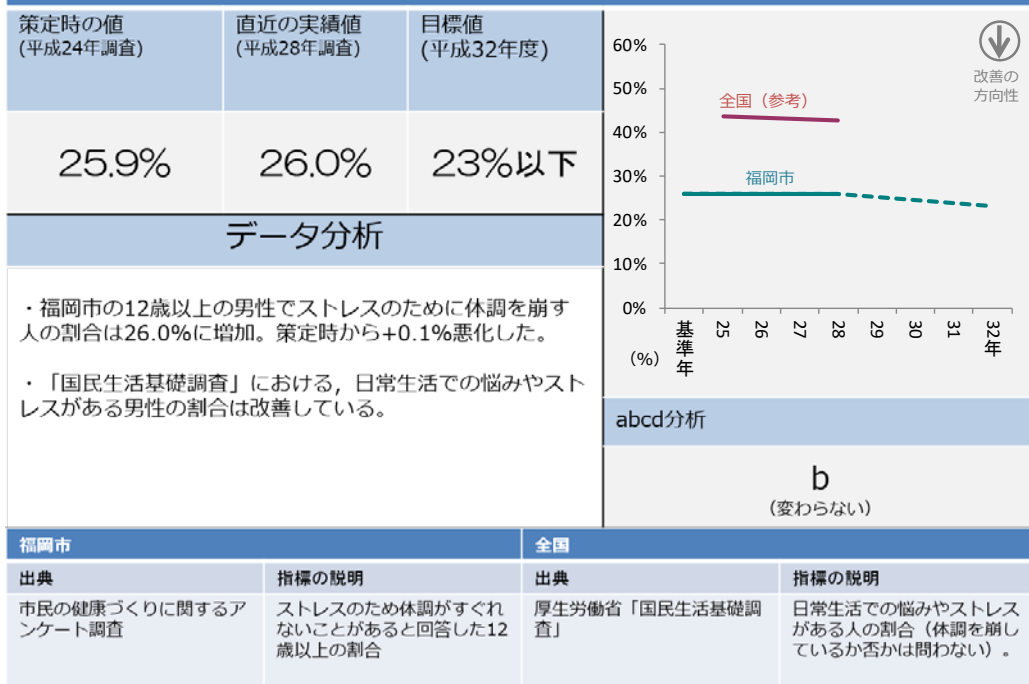 策定時の値
(平成24年調査)
直近の実績値
(平成28年調査)
目標値
(平成32年度)
25.9%
26.0%
23%以下
データ分析
・福岡市の12歳以上の男性でストレスのために体調を崩す
人の割合は26.0%に増加。策定時から+0.1%悪化した。
・「国民生活基礎調査」における，日常生活での悩みやスト
レスがある男性の割合は改善している。
改善の
方向性
60%
50%
40%
30%
20%
10%
0%
全国（参考）
福岡市
(%)
基準年
25
26
27
28
29
30
31
32年
abcd分析
b
（変わらない）
福岡市
全国
出典
指標の説明
出典
指標の説明
市民の健康づくりに関するア
ンケート調査
ストレスのため体調がすぐれ
ないことがあると回答した12
歳以上の割合
厚生労働省「国民生活基礎調
査」
日常生活での悩みやストレス
がある人の割合（体調を崩し
ているか否かは問わない）。